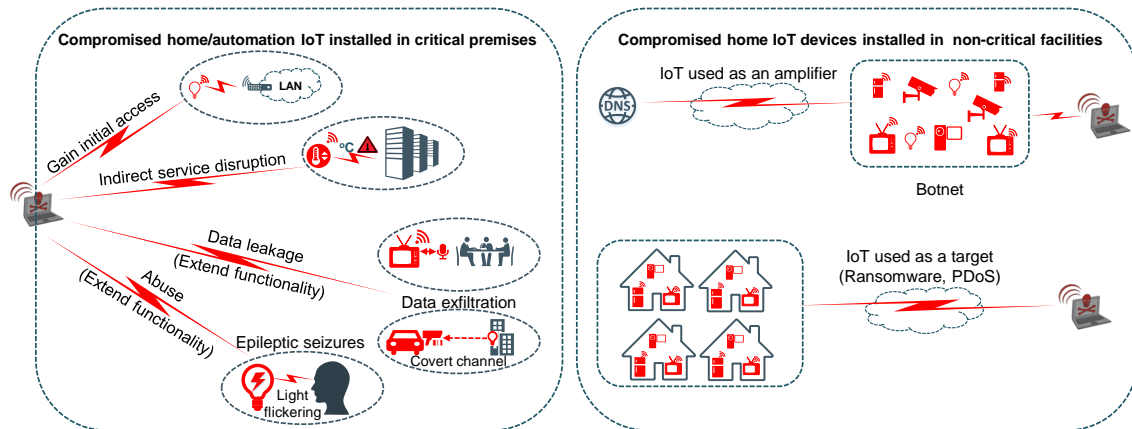 Compromised home/automation IoT installed in critical premises
LAN
Gain initial access
°C
Indirect service disruption
Data leakage
(Extend functionality)
Abuse
(Extend functionality)
Data exfiltration
Covert channel
Epileptic seizures
Light
flickering
Compromised home IoT devices installed in non-critical facilities
IoT used as an amplifier
DNS
Botnet
IoT used as a target
(Ransomware, PDoS)